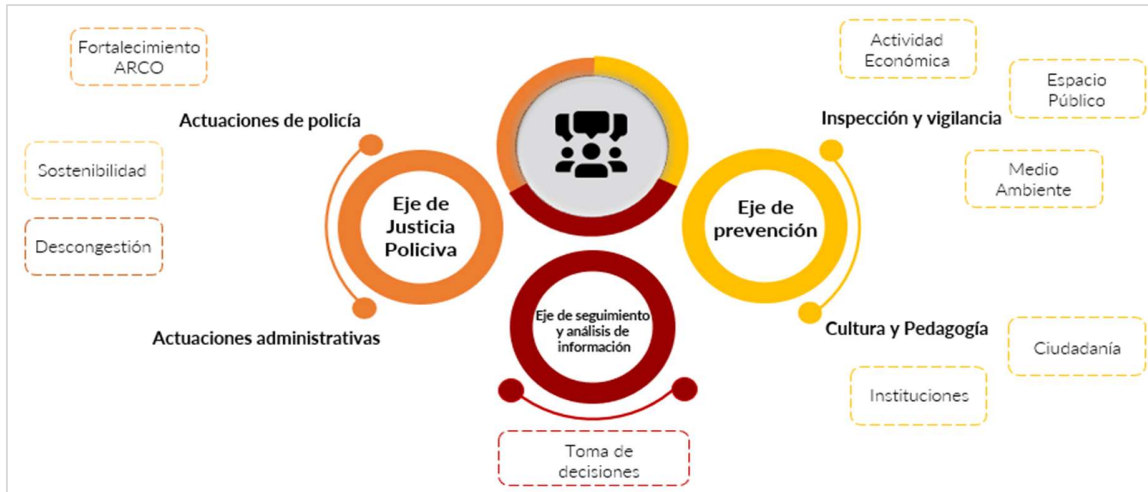 Fortalecimiento
ARCO
Actuaciones de policía
Sostenibilidad
Descongestión
Eje de
Justicia
Policiva
Actuaciones administrativas
Eje de seguimiento
y análisis de
información
Toma de
decisiones
Actividad
Económica
Espacio
Público
Inspección y vigilancia
Medio
Ambiente
Eje de
prevención
Cultura y Pedagogía
Ciudadanía
Instituciones